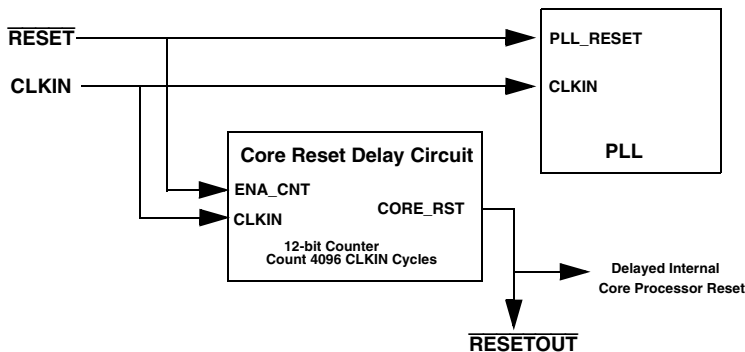 RESET
PLL_RESET
CLKIN
CLKIN
PLL
Core Reset Delay Circuit
ENA_CNT
CORE_RST
CLKIN
12-bit Counter
Count 4096 CLKIN Cycles
Delayed Internal
Core Processor Reset
RESETOUT